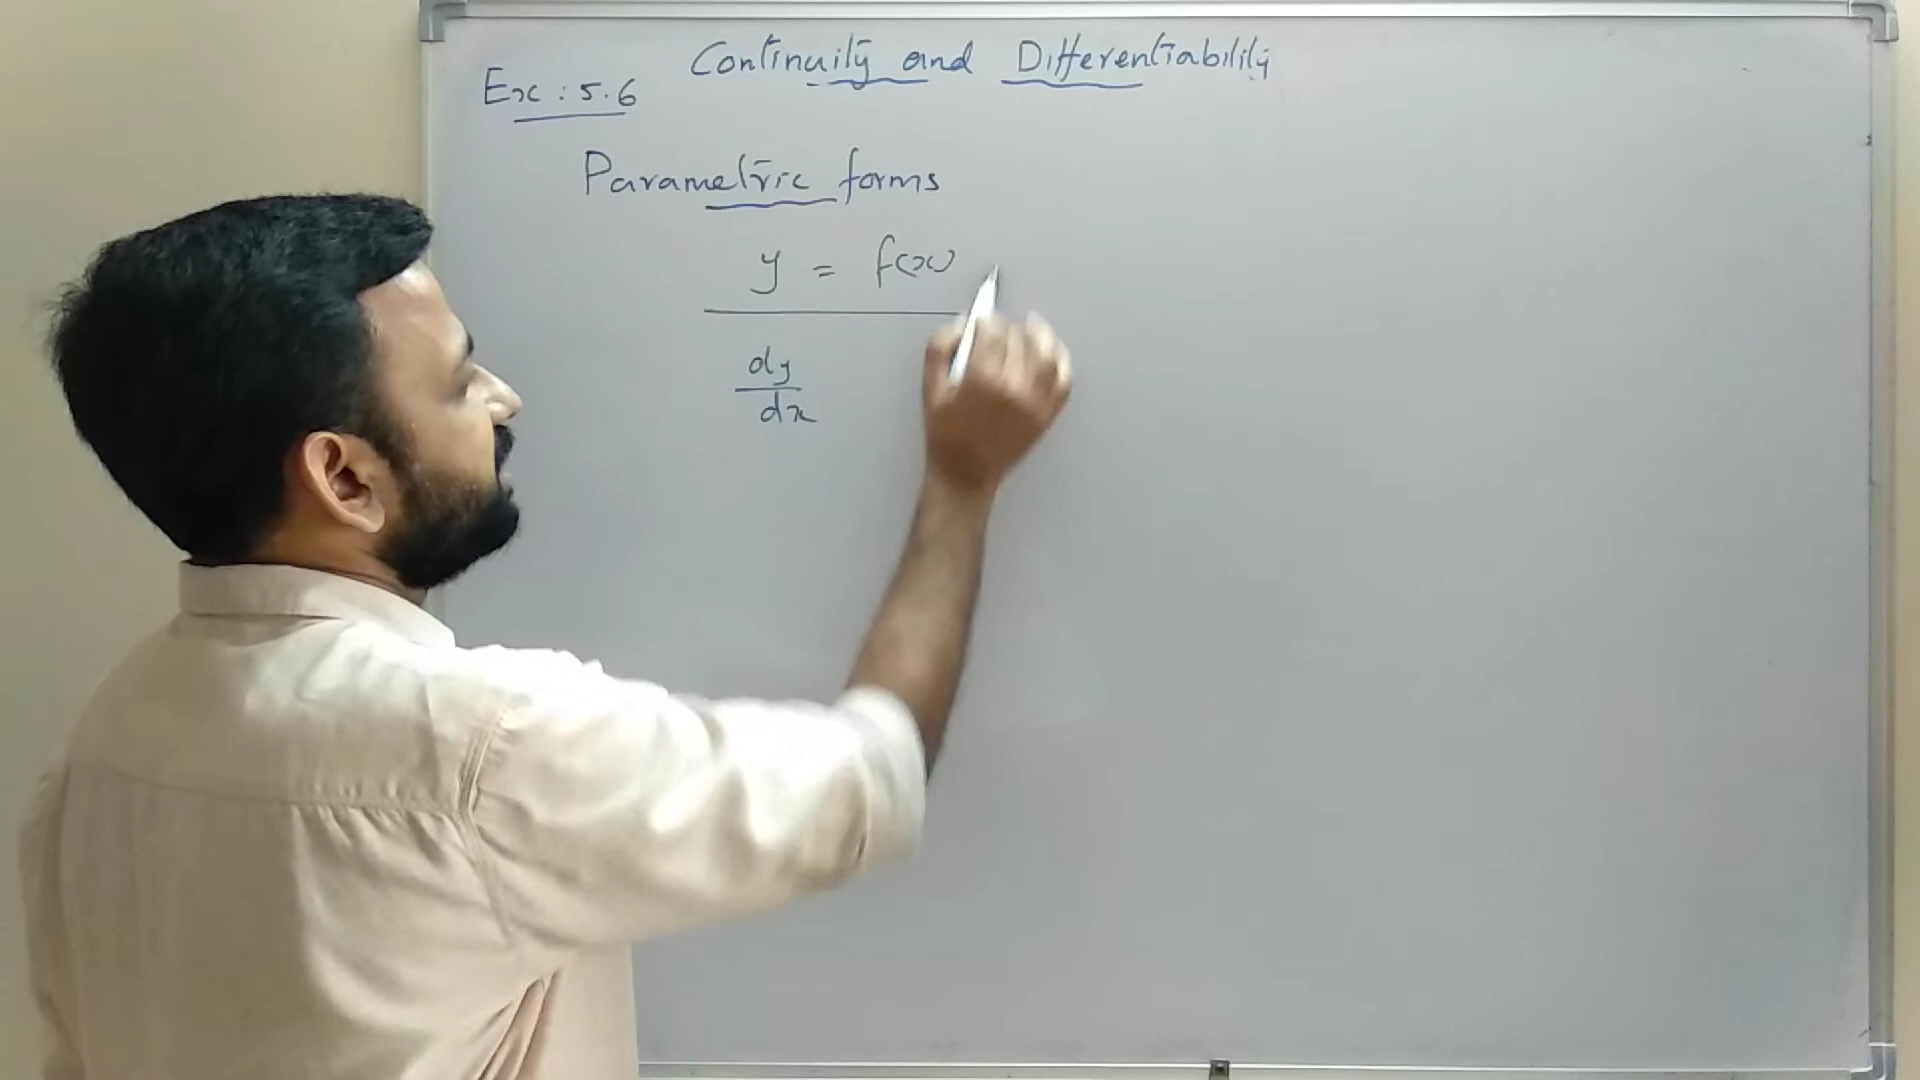 Continuity and Differentiability
Ex : 5.6
Parametric forms
y = f(x)
dy
dx